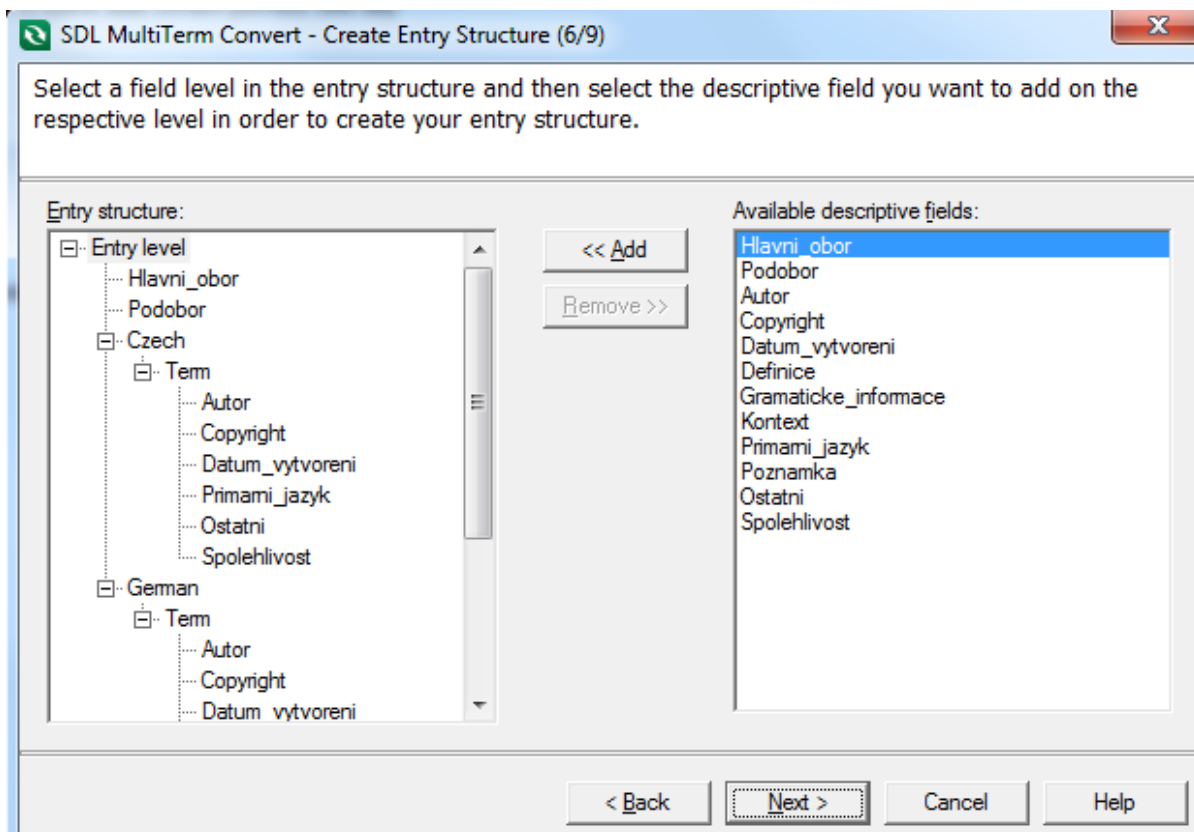 SDL MultiTerm Convert - Create Entry Structure (6/9)
Select a field level in the entry structure and then select the descriptive field you want to add on the
respective level in order to create your entry structure.
Entry structure:
Entry level
Hlavni_obor
Podobor
Czech
Term
Autor
Copyright
Datum_vytvoreni
Primarni_jazyk
Ostatni
Spolehlivost
German
Term
Autor
Copyright
Datum_vytvoreni
<< Add
Remove >>
Available descriptive fields:
Hlavni_obor
Podobor
Autor
Copyright
Datum_vytvoreni
Definice
Gramaticke_informace
Kontext
Primarni_jazyk
Poznamka
Ostatni
Spolehlivost
< Back
Next >
Cancel
Help